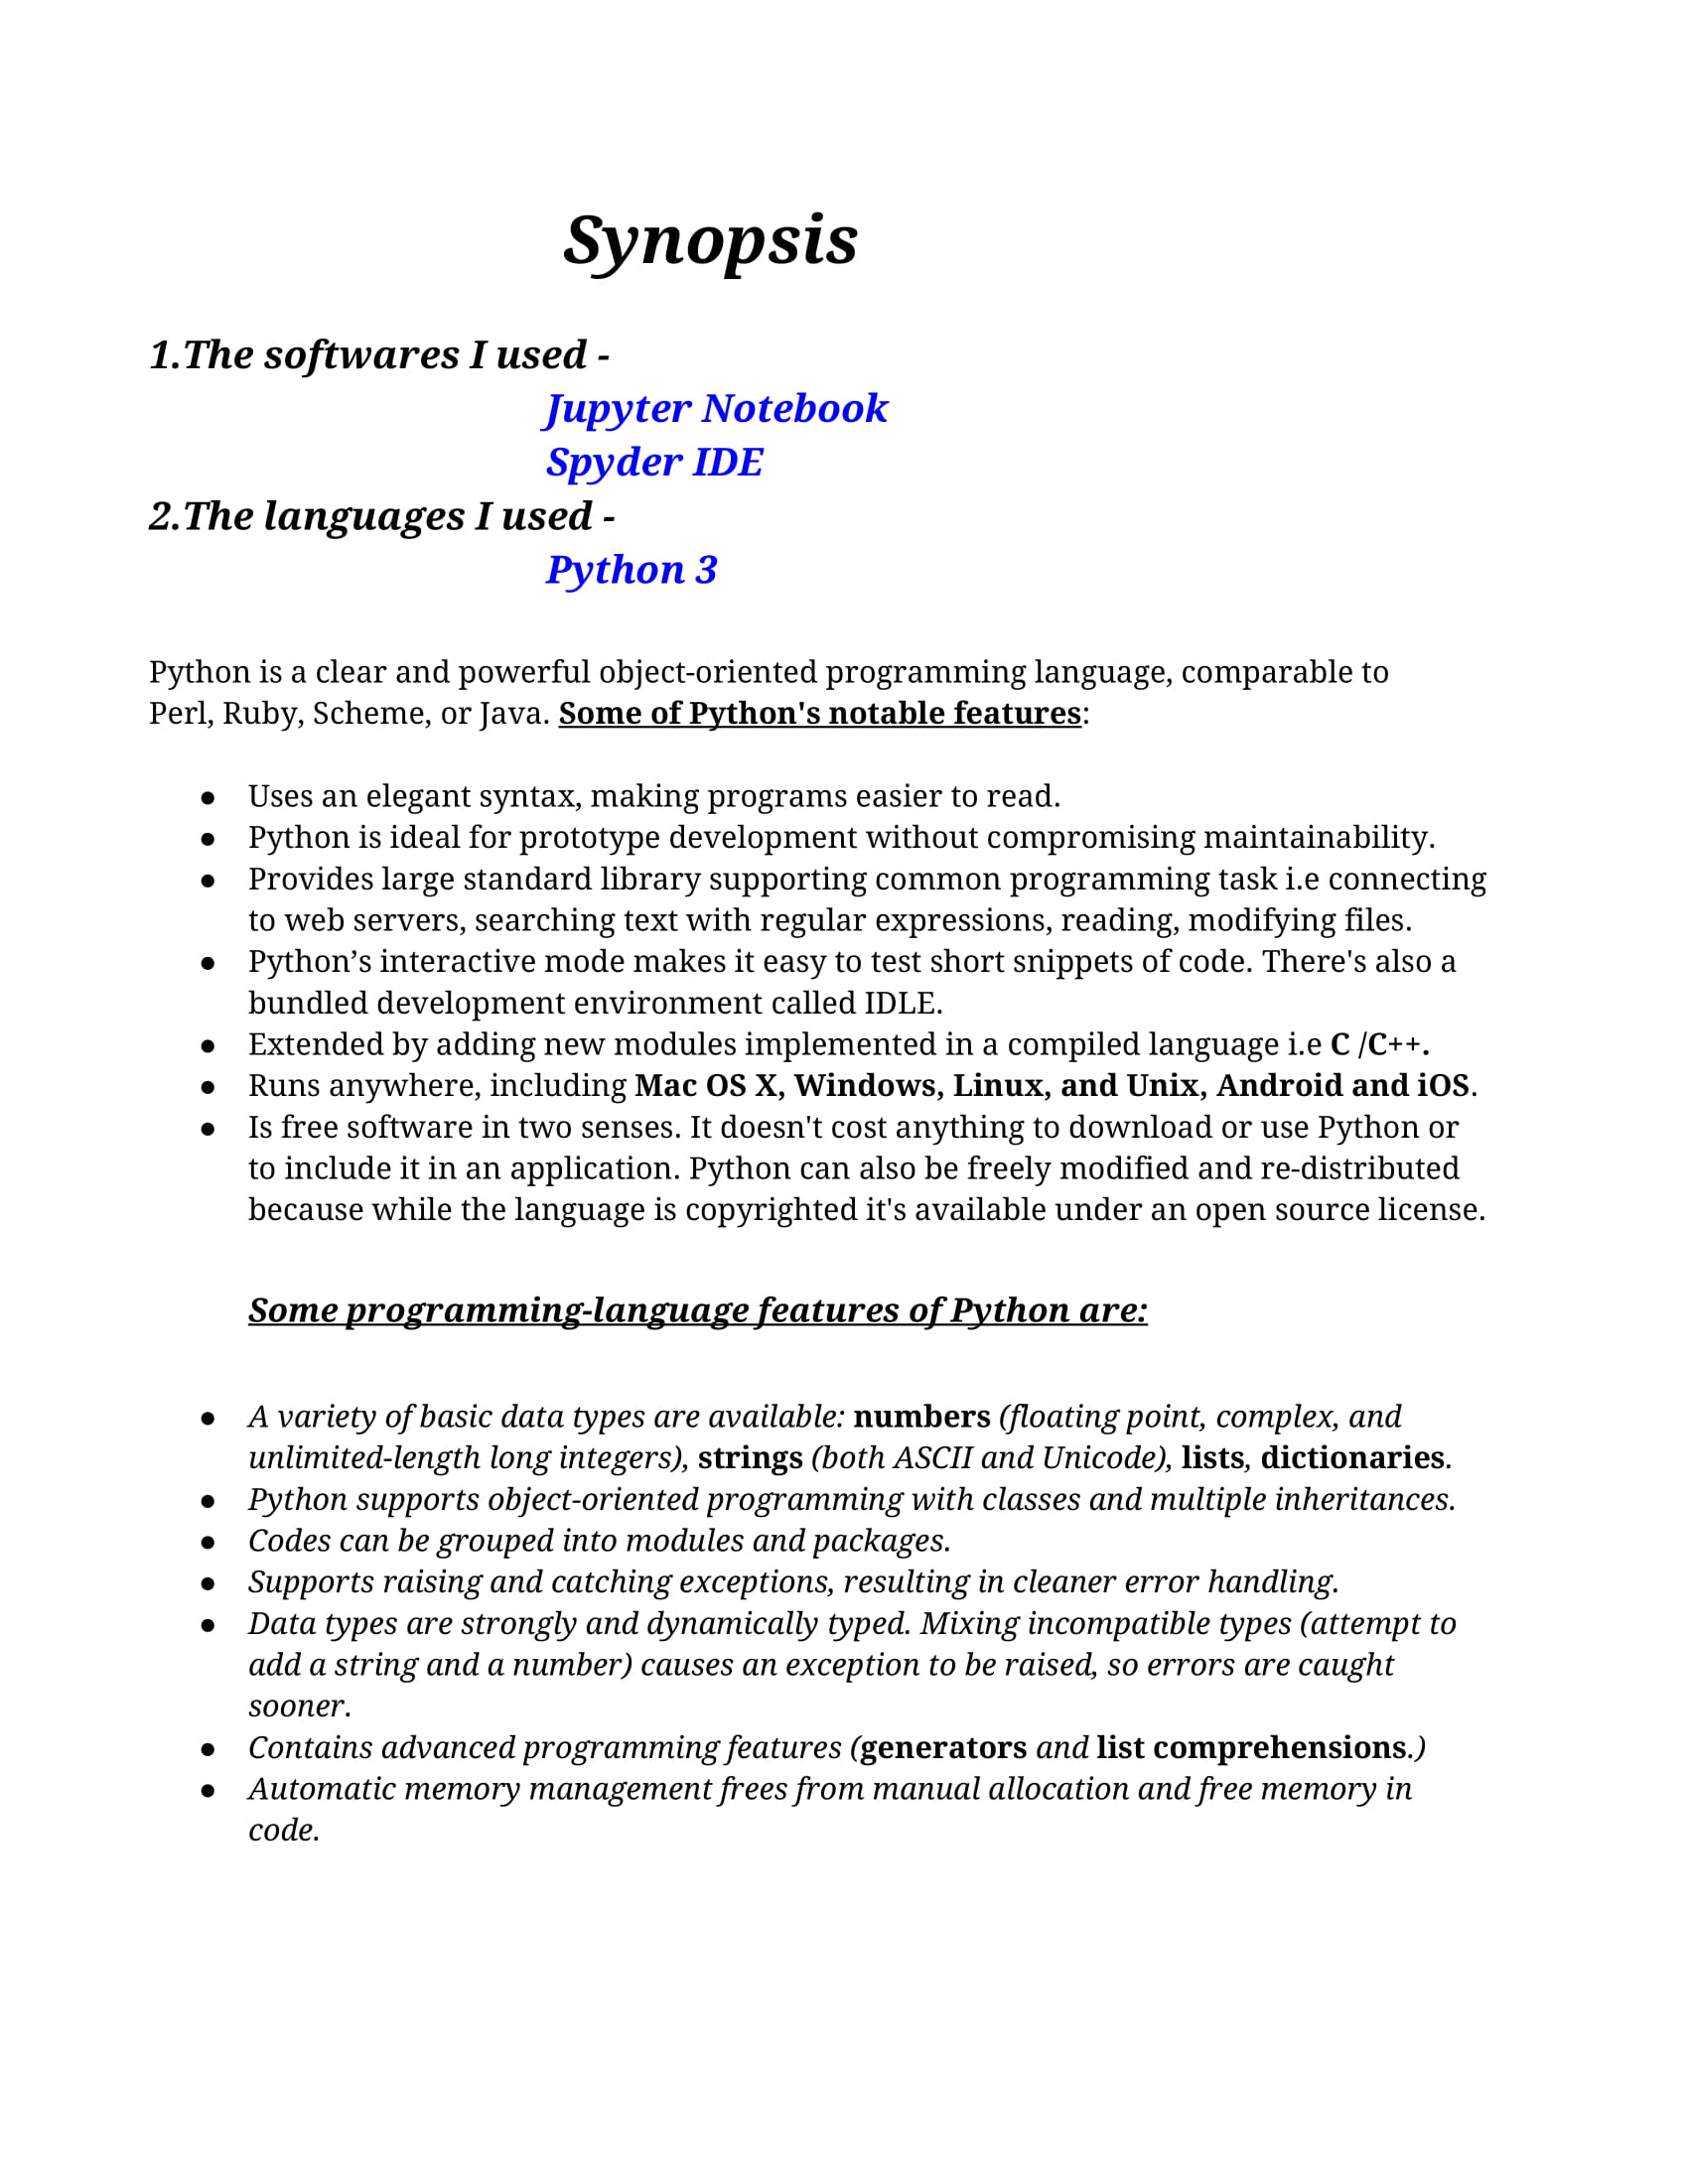 Synopsis
1.The softwares I used -
Jupyter Notebook
Spyder IDE
2.The languages I used -
Python 3
Python is a clear and powerful object-oriented programming language, comparable to
Perl, Ruby, Scheme, or Java. Some of Python's notable features:
● Uses an elegant syntax, making programs easier to read.
● Python is ideal for prototype development without compromising maintainability.
● Provides large standard library supporting common programming task i.e connecting
to web servers, searching text with regular expressions, reading, modifying files.
● Python’s interactive mode makes it easy to test short snippets of code. There's also a
bundled development environment called IDLE.
● Extended by adding new modules implemented in a compiled language i.e C /C++.
● Runs anywhere, including Mac OS X, Windows, Linux, and Unix, Android and iOS.
● Is free software in two senses. It doesn't cost anything to download or use Python or
to include it in an application. Python can also be freely modified and re-distributed
because while the language is copyrighted it's available under an open source license.
Some programming-language features of Python are:
● A variety of basic data types are available: numbers (floating point, complex, and
unlimited-length long integers), strings (both ASCII and Unicode), lists, dictionaries.
● Python supports object-oriented programming with classes and multiple inheritances.
● Codes can be grouped into modules and packages.
● Supports raising and catching exceptions, resulting in cleaner error handling.
● Data types are strongly and dynamically typed. Mixing incompatible types (attempt to
add a string and a number) causes an exception to be raised, so errors are caught
sooner.
● Contains advanced programming features (generators and list comprehensions.)
● Automatic memory management frees from manual allocation and free memory in
code.